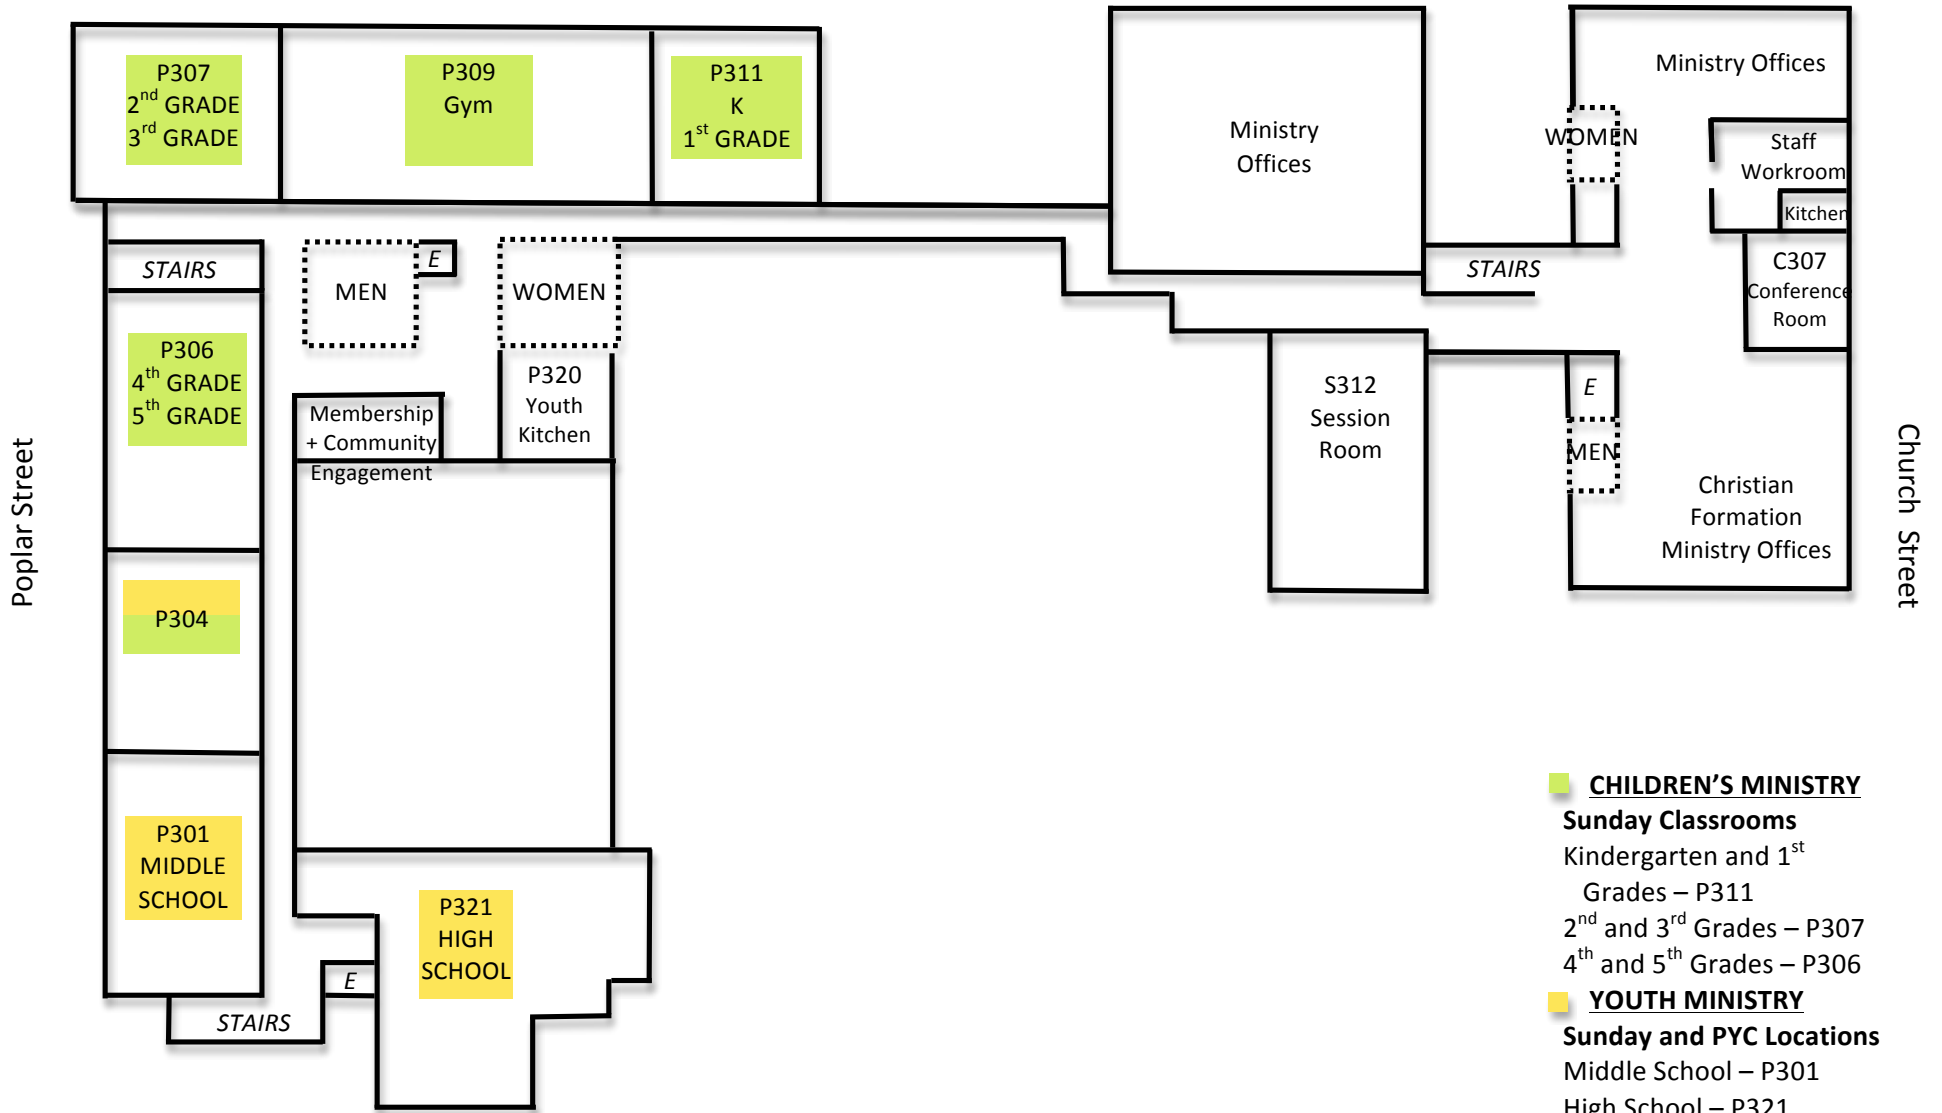 P307
2nd GRADE
3rd GRADE
P309
Gym
P311
K
1st GRADE
Ministry
Offices
Ministry Offices
WOMEN
Staff
Workroom
Kitchen
C307
Conference
Room
STAIRS
STAIRS
MEN
E
WOMEN
P306
4th GRADE
5th GRADE
Membership
+ Community
Engagement
P320
Youth
Kitchen
S312
Session
Room
E
MEN
Christian
Formation
Ministry Offices
Poplar Street
Church Street
P304
P301
MIDDLE
SCHOOL
P321
HIGH
SCHOOL
E
STAIRS
CHILDREN’S MINISTRY
Sunday Classrooms
Kindergarten and 1st
Grades – P311
2nd and 3rd Grades – P307
4th and 5th Grades – P306
YOUTH MINISTRY
Sunday and PYC Locations
Middle School – P301
High School – P321